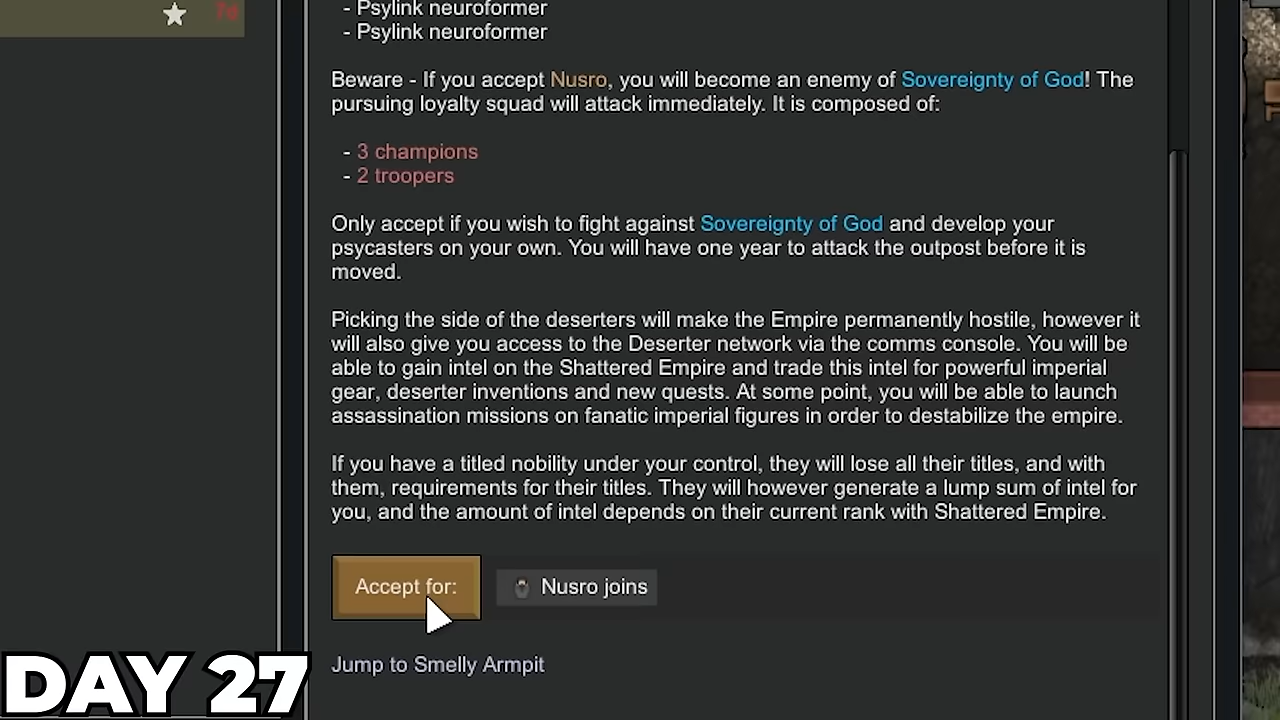 7d
- Psylink neuroformer
- Psylink neuroformer
Beware - If you accept Nusro, you will become an enemy of Sovereignty of God! The
pursuing loyalty squad will attack immediately. It is composed of:
- 3 champions
- 2 troopers
Only accept if you wish to fight against Sovereignty of God and develop your
psycasters on your own. You will have one year to attack the outpost before it is
moved.
Picking the side of the deserters will make the Empire permanently hostile, however it
will also give you access to the Deserter network via the comms console. You will be
able to gain intel on the Shattered Empire and trade this intel for powerful imperial
gear, deserter inventions and new quests. At some point, you will be able to launch
assassination missions on fanatic imperial figures in order to destabilize the empire.
If you have a titled nobility under your control, they will lose all their titles, and with
them, requirements for their titles. They will however generate a lump sum of intel for
you, and the amount of intel depends on their current rank with Shattered Empire.
Accept for: Nusro joins
Jump to Smelly Armpit
DAY 27